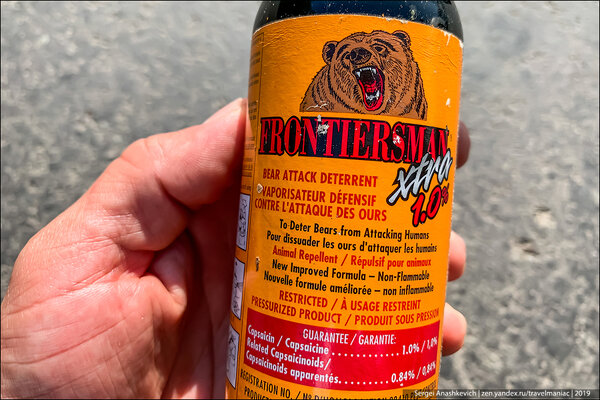 FRONTIERSMAN
xtra
1.0%
BEAR ATTACK DETERRENT
VAPORISATEUR DÉFENSIF
CONTRE L'ATTAQUE DES OURS
To Deter Bears from Attacking Humans
Pour dissuader les ours d'attaquer les humains
Animal Repellent / Répulsif pour animaux
New Improved Formula – Non-Flammable
Nouvelle formule améliorée – non inflammable
RESTRICTED / À USAGE RESTREINT
PRESSURIZED PRODUCT / PRODUIT SOUS PRESSION
GUARANTEE / GARANTIE:
Capsaicin / Capsaicine .................. 1.0% / 1,0%
Related Capsaicinoids /
Capsaicinoids apparentés............... 0.84% / 0,84%
REGISTRATION NO. /
Sergei Anashkevich | zen.yandex.ru/travelmaniac | 2019